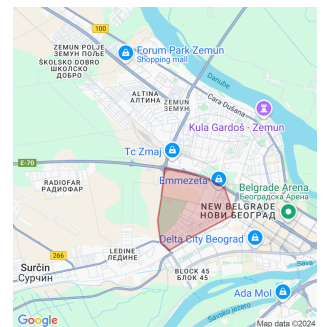 100
Forum Park Zemun
Shopping mall
ZEMUN POLJE
ЗЕМУН ПОЉЕ
ŠKOLSKO DOBRO
ШКОЛСКО
ДОБРО
Danube
ALTINA
АЛТИНА
ZEMUN
ЗЕМУН
Cara Dušana
Kula Gardoš - Zemun
Tc Zmaj
E-70
Emmezeta
RADIOFAR
РАДИОФАР
Belgrade Arena
Београдска Арена
NEW BELGRADE
НОВИ БЕОГРАД
Delta City Beograd
LEDINE
ЛЕДИНЕ
266
Surčin
Сурчин
BLOCK 45
БЛОК 45
Sava
Ada Mol
Savsko jezero
Google
Map data ©2024